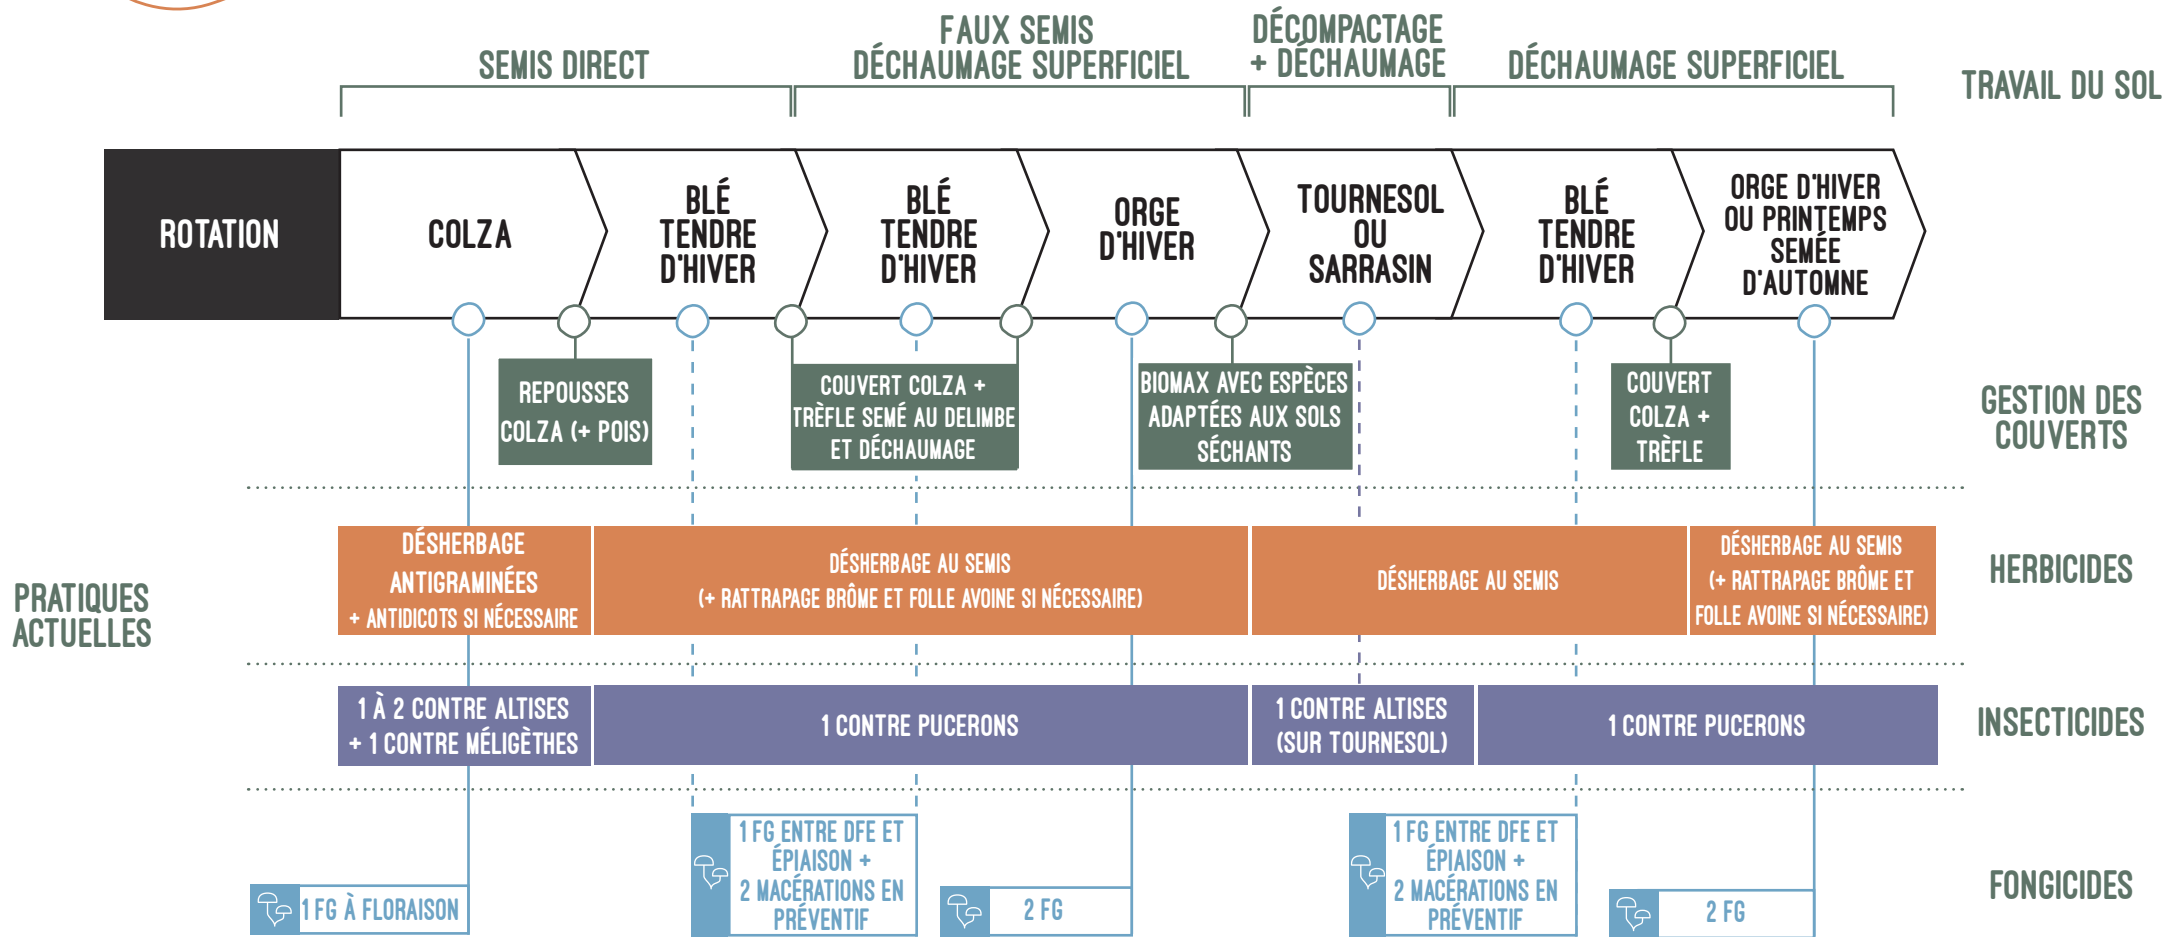 SEMIS DIRECT
FAUX SEMIS
DÉCHAUMAGE SUPERFICIEL
DÉCOMPACTAGE
+ DÉCHAUMAGE
DÉCHAUMAGE SUPERFICIEL
TRAVAIL DU SOL
ROTATION
COLZA
BLÉ
TENDRE
D'HIVER
BLÉ
TENDRE
D'HIVER
ORGE
D'HIVER
TOURNESOL
OU
SARRASIN
BLÉ
TENDRE
D'HIVER
ORGE D'HIVER
OU PRINTEMPS
SEMÉE
D'AUTOMNE
REPOUSSES
COLZA (+ POIS)
COUVERT COLZA +
TRÈFLE SEMÉ AU DELIMBE
ET DÉCHAUMAGE
BIOMAX AVEC ESPÈCES
ADAPTÉES AUX SOLS
SÉCHANTS
COUVERT
COLZA +
TRÈFLE
GESTION DES
COUVERTS
PRATIQUES
ACTUELLES
DÉSHERBAGE
ANTIGRAMINÉES
+ ANTIDICOTS SI NÉCESSAIRE
DÉSHERBAGE AU SEMIS
(+ RATTRAPAGE BRÔME ET FOLLE AVOINE SI NÉCESSAIRE)
DÉSHERBAGE AU SEMIS
DÉSHERBAGE AU SEMIS
(+ RATTRAPAGE BRÔME ET
FOLLE AVOINE SI NÉCESSAIRE)
HERBICIDES
1 À 2 CONTRE ALTISES
+ 1 CONTRE MÉLIGÈTHES
1 CONTRE PUCERONS
1 CONTRE ALTISES
(SUR TOURNESOL)
1 CONTRE PUCERONS
INSECTICIDES
1 FG À FLORAISON
1 FG ENTRE DFE ET
ÉPIAISON +
2 MACÉRATIONS EN
PRÉVENTIF
2 FG
1 FG ENTRE DFE ET
ÉPIAISON +
2 MACÉRATIONS EN
PRÉVENTIF
2 FG
FONGICIDES